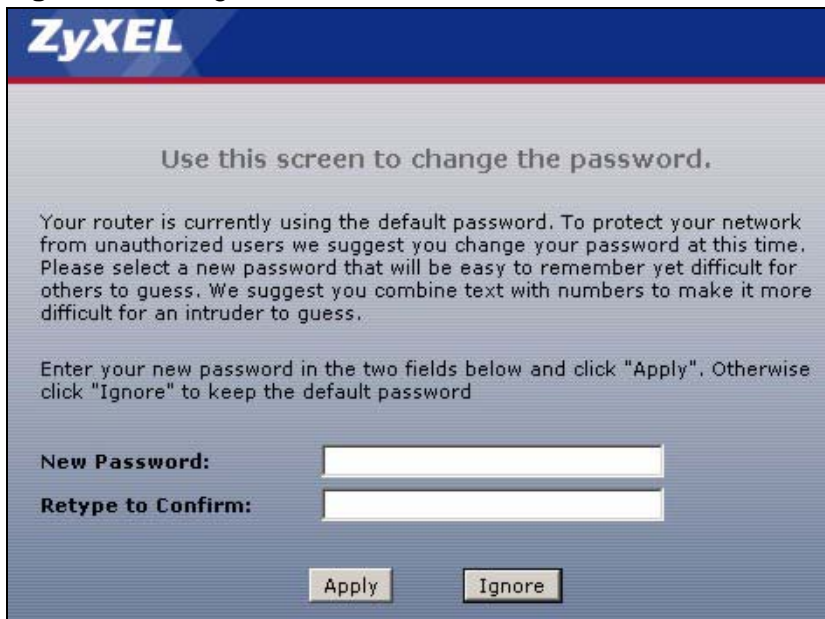 ZyXEL
Use this screen to change the password.
Your router is currently using the default password. To protect your network
from unauthorized users we suggest you change your password at this time.
Please select a new password that will be easy to remember yet difficult for
others to guess. We suggest you combine text with numbers to make it more
difficult for an intruder to guess.
Enter your new password in the two fields below and click "Apply". Otherwise
click "Ignore" to keep the default password
New Password:
Retype to Confirm:
Apply Ignore